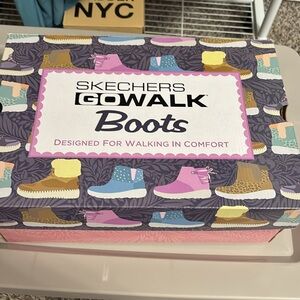 NYC
SKECHERS
GOWALK
Boots
DESIGNED FOR WALKING IN COMFORT